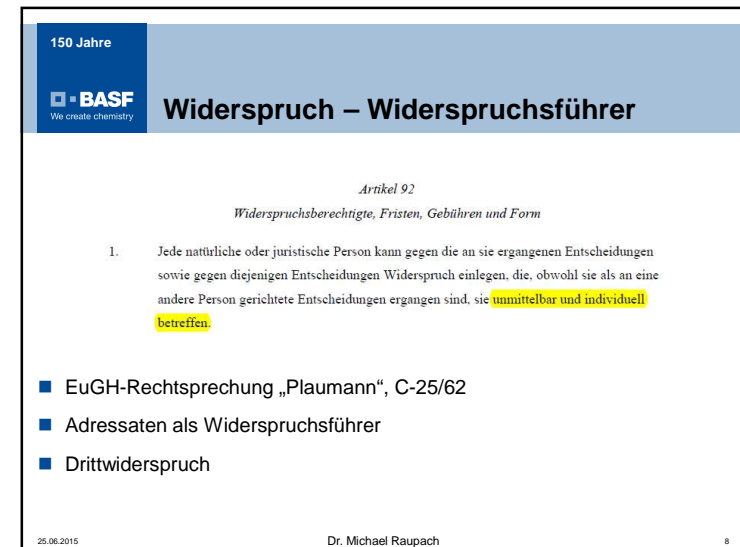 150 Jahre
BASF
We create chemistry
Widerspruch – Widerspruchsführer
Artikel 92
Widerspruchsberechtigte, Fristen, Gebühren und Form
1. Jede natürliche oder juristische Person kann gegen die an sie ergangenen Entscheidungen
sowie gegen diejenigen Entscheidungen Widerspruch einlegen, die, obwohl sie als an eine
andere Person gerichtete Entscheidungen ergangen sind, sie unmittelbar und individuell
betreffen.
EuGH-Rechtsprechung „Plaumann“, C-25/62
Adressaten als Widerspruchsführer
Drittwiderspruch
25.06.2015 Dr. Michael Raupach 8